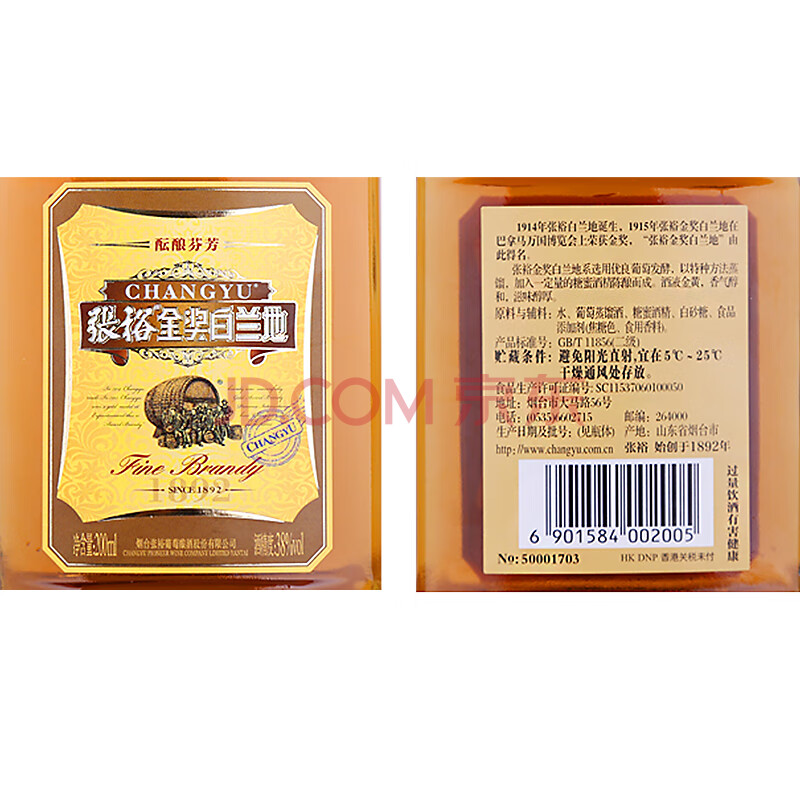 酝酿芬芳
CHANGYU
张裕金奖白兰地
CHANGYU
Fine Brandy
1892
SINCE 1892
净含量:200ml
烟台张裕葡萄酿酒股份有限公司
CHANGYU PIONEER WINE COMPANY LIMITED YANTAI
酒精度:38%vol
JD.COM 京东
1914年张裕白兰地诞生，1915年张裕金奖白兰地在
巴拿马万国博览会上荣获金奖，“张裕金奖白兰地”由
此得名。
张裕金奖白兰地系选用优良葡萄发酵，以特种方法蒸
馏，加入一定量的糖蜜酒精陈酿而成。酒液金黄，香气醇
和，滋味醇厚。
原料与辅料：水、葡萄蒸馏酒、糖蜜酒精、白砂糖、食品
添加剂(焦糖色、食用香料)。
产品标准号：GB/T 11856(二级)
贮藏条件：避免阳光直射,宜在5℃~25℃
干燥通风处存放。
食品生产许可证编号: SC11537060100050
地址: 烟台市天马路56号
电话: (0535)6602715 邮编: 264000
生产日期及批号: (见瓶体) 产地: 山东省烟台市
http://www.changyu.com.cn 张裕 始创于1892年
6 901584 002005
过量饮酒有害健康
No: 50001703
HK DNP 香港关税未付